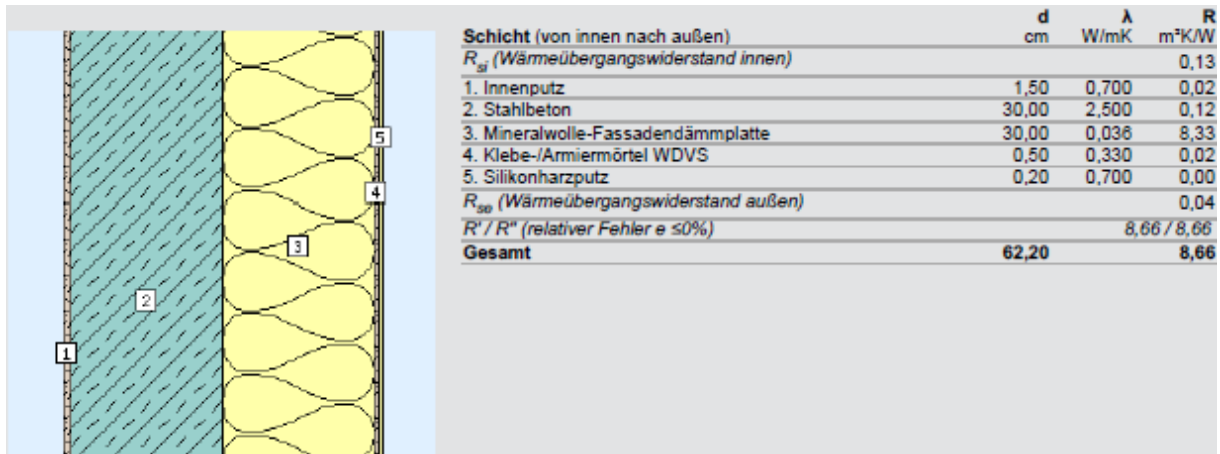 d λ R
Schicht (von innen nach außen) cm W/mK m²K/W
Rsi (Wärmeübergangswiderstand innen) 0,13
1. Innenputz 1,50 0,700 0,02
2. Stahlbeton 30,00 2,500 0,12
3. Mineralwolle-Fassadendämmplatte 30,00 0,036 8,33
4. Klebe-/Armiermörtel WDVS 0,50 0,330 0,02
5. Silikonharzputz 0,20 0,700 0,00
Rse (Wärmeübergangswiderstand außen) 0,04
R' / R" (relativer Fehler e ≤0%) 8,66 / 8,66
Gesamt 62,20 8,66
5
4
3
2
1